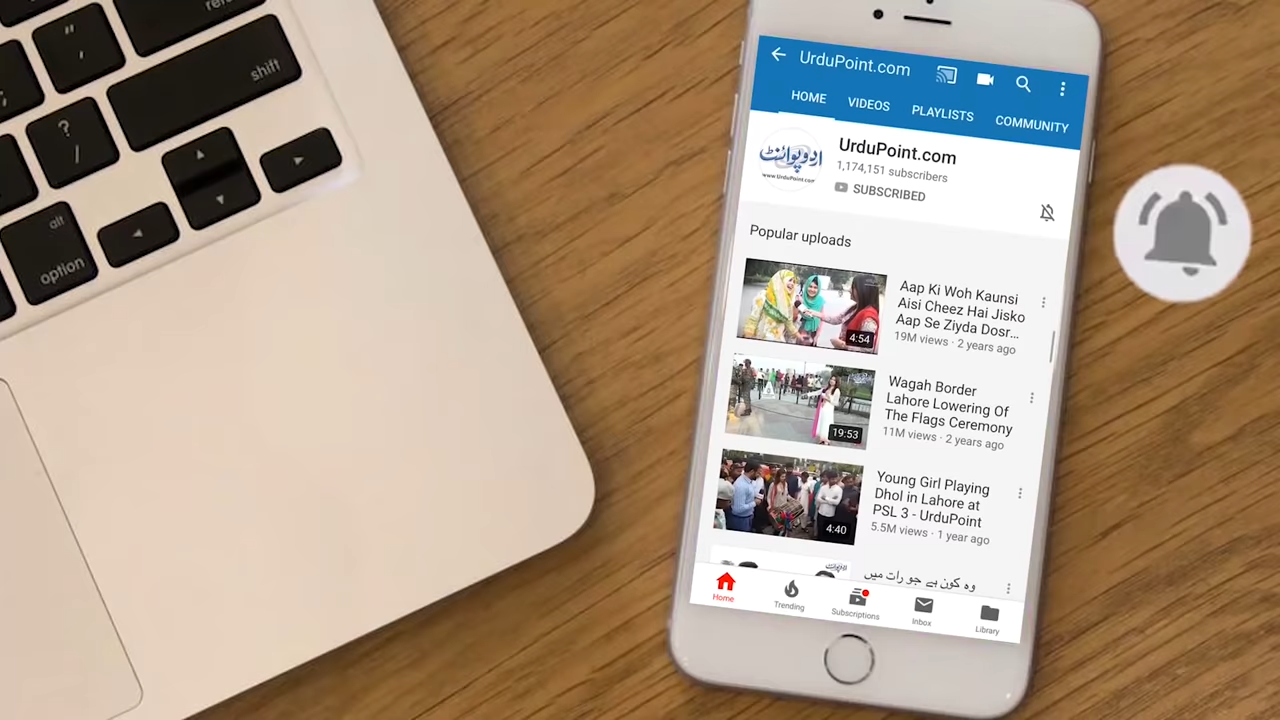 "
'
;
?
/
shift
alt
option
UrduPoint.com
HOME
VIDEOS
PLAYLISTS
COMMUNITY
اردوپوائنٹ
www.UrduPoint.com
UrduPoint.com
1,174,151 subscribers
SUBSCRIBED
Popular uploads
4:54
Aap Ki Woh Kaunsi
Aisi Cheez Hai Jisko
Aap Se Ziyda Dosr...
19M views · 2 years ago
19:53
Wagah Border
Lahore Lowering Of
The Flags Ceremony
11M views · 2 years ago
4:40
Young Girl Playing
Dhol in Lahore at
PSL 3 - UrduPoint
5.5M views · 1 year ago
وہ کون ہے جو رات میں
Home
Trending
Subscriptions
Inbox
Library